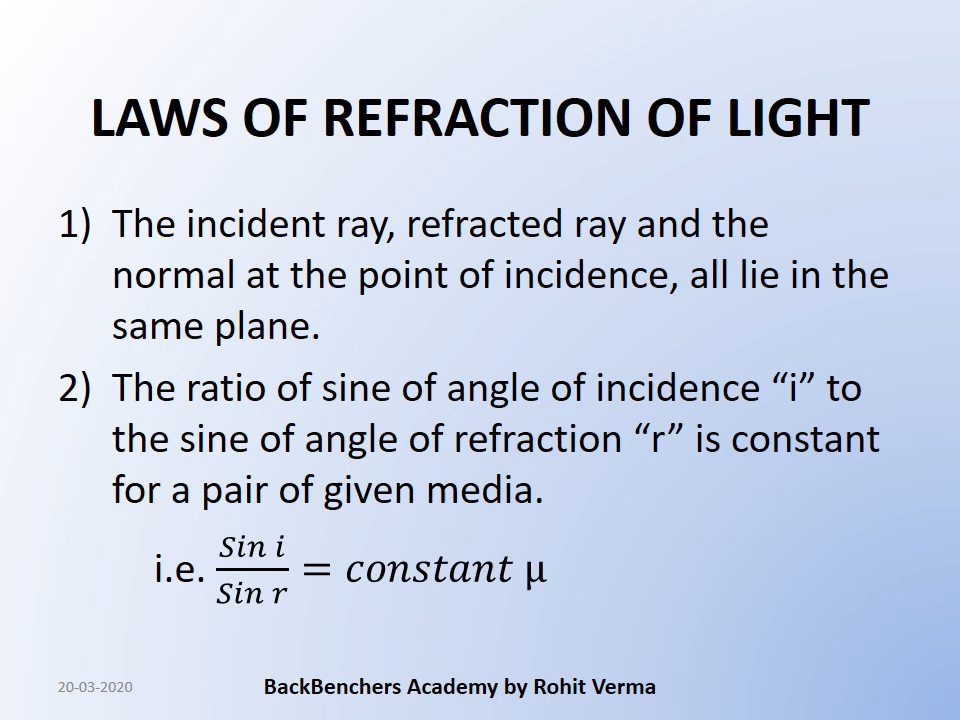 LAWS OF REFRACTION OF LIGHT
1) The incident ray, refracted ray and the
normal at the point of incidence, all lie in the
same plane.
2) The ratio of sine of angle of incidence “i” to
the sine of angle of refraction “r” is constant
for a pair of given media.
i.e. Sin i / Sin r = constant μ
20-03-2020
BackBenchers Academy by Rohit Verma